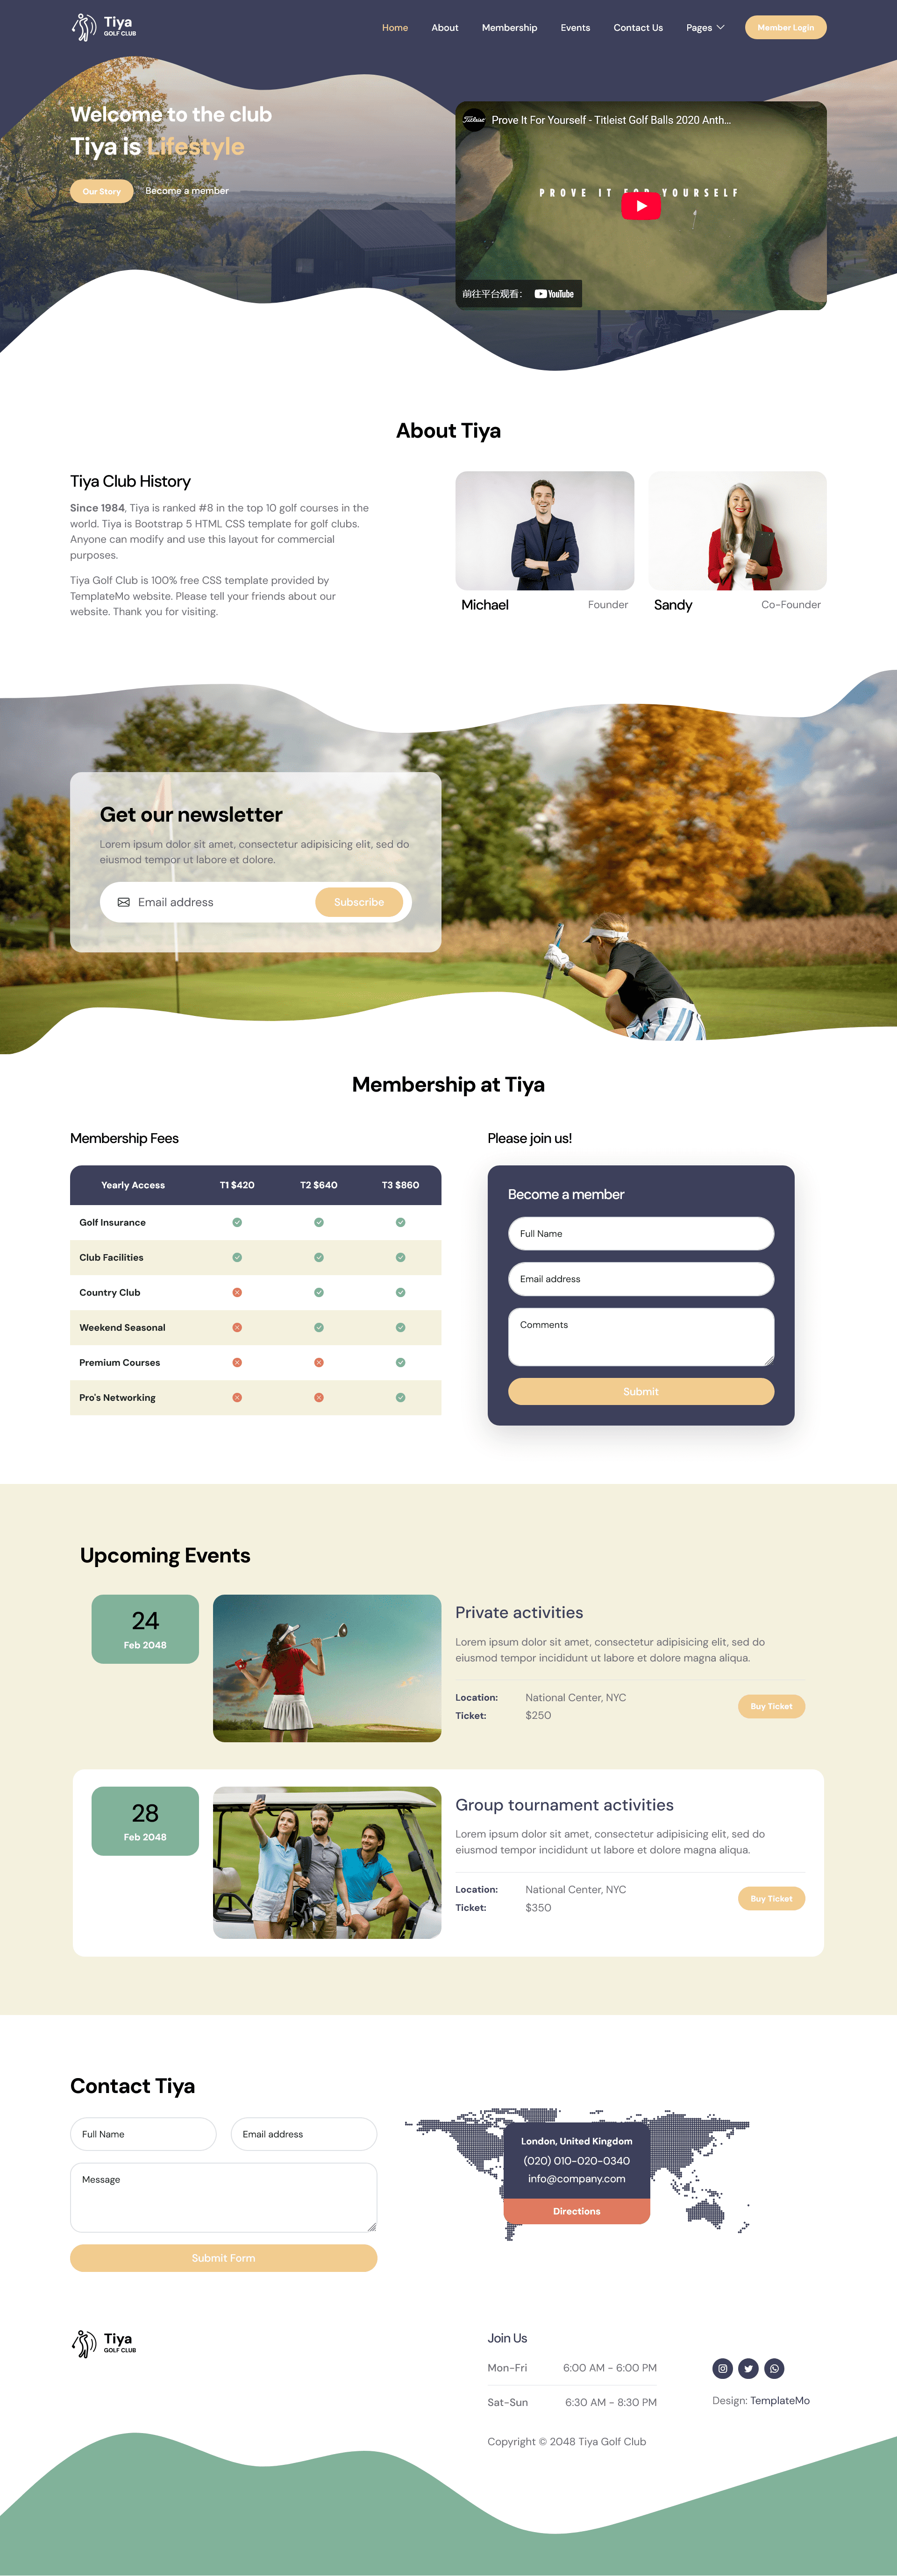 Tiya
GOLF CLUB
Home
About
Membership
Events
Contact Us
Pages
Member Login
Welcome to the club
Tiya is Lifestyle
Our Story
Become a member
Titleist
Prove It For Yourself - Titleist Golf Balls 2020 Anth...
PROVE IT FOR YOURSELF
前往平台观看：
YouTube
About Tiya
Tiya Club History
Since 1984, Tiya is ranked #8 in the top 10 golf courses in the
world. Tiya is Bootstrap 5 HTML CSS template for golf clubs.
Anyone can modify and use this layout for commercial
purposes.
Tiya Golf Club is 100% free CSS template provided by
TemplateMo website. Please tell your friends about our
website. Thank you for visiting.
Michael
Founder
Sandy
Co-Founder
Get our newsletter
Lorem ipsum dolor sit amet, consectetur adipisicing elit, sed do
eiusmod tempor ut labore et dolore.
Email address
Subscribe
Membership at Tiya
Membership Fees
Yearly Access
T1 $420
T2 $640
T3 $860
Golf Insurance
Club Facilities
Country Club
Weekend Seasonal
Premium Courses
Pro's Networking
Please join us!
Become a member
Full Name
Email address
Comments
Submit
Upcoming Events
24
Feb 2048
Private activities
Lorem ipsum dolor sit amet, consectetur adipisicing elit, sed do
eiusmod tempor incididunt ut labore et dolore magna aliqua.
Location:
National Center, NYC
Ticket:
$250
Buy Ticket
28
Feb 2048
Group tournament activities
Lorem ipsum dolor sit amet, consectetur adipisicing elit, sed do
eiusmod tempor incididunt ut labore et dolore magna aliqua.
Location:
National Center, NYC
Ticket:
$350
Buy Ticket
Contact Tiya
Full Name
Email address
Message
Submit Form
London, United Kingdom
(020) 010-020-0340
info@company.com
Directions
Tiya
GOLF CLUB
Join Us
Mon-Fri
6:00 AM - 6:00 PM
Sat-Sun
6:30 AM - 8:30 PM
Copyright © 2048 Tiya Golf Club
Design: TemplateMo